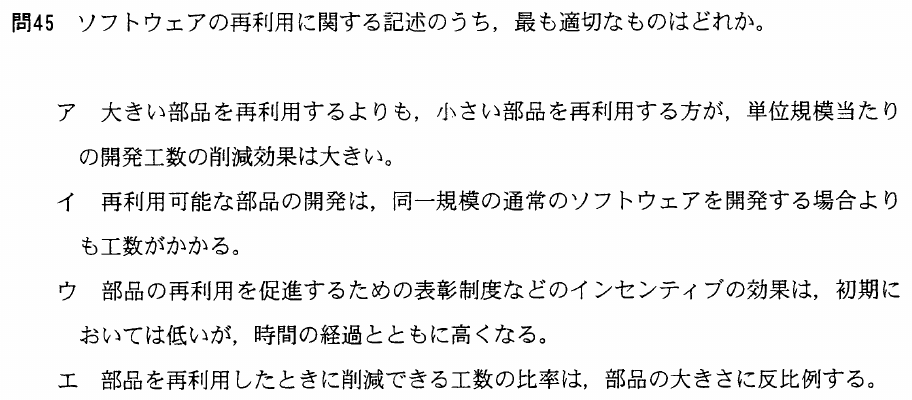 問45 ソフトウェアの再利用に関する記述のうち，最も適切なものはどれか。
ア 大きい部品を再利用するよりも，小さい部品を再利用する方が，単位規模当たり
の開発工数の削減効果は大きい。
イ 再利用可能な部品の開発は，同一規模の通常のソフトウェアを開発する場合より
も工数がかかる。
ウ 部品の再利用を促進するための表彰制度などのインセンティブの効果は，初期に
おいては低いが，時間の経過とともに高くなる。
エ 部品を再利用したときに削減できる工数の比率は，部品の大きさに反比例する。